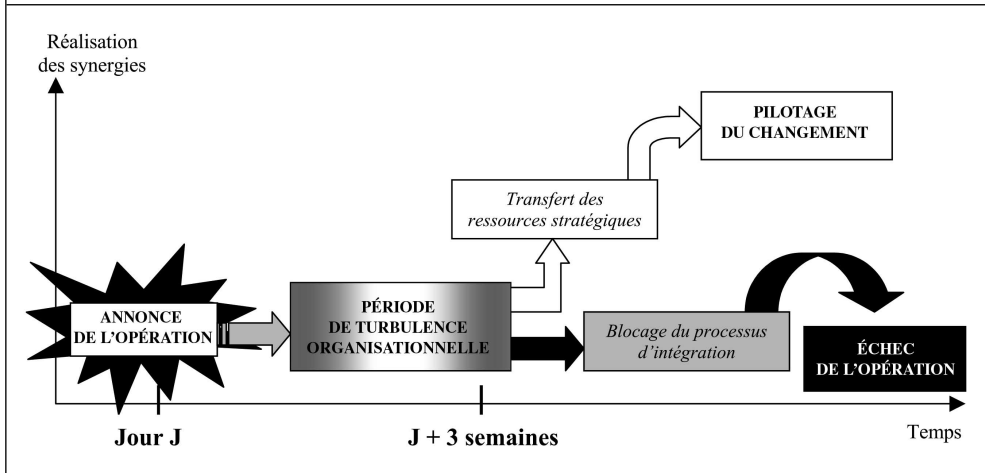 Réalisation
des synergies
PILOTAGE
DU CHANGEMENT
Transfert des
ressources stratégiques
ANNONCE
DE L’OPÉRATION
PÉRIODE
DE TURBULENCE
ORGANISATIONNELLE
Blocage du processus
d’intégration
ÉCHEC
DE L’OPÉRATION
Jour J
J + 3 semaines
Temps